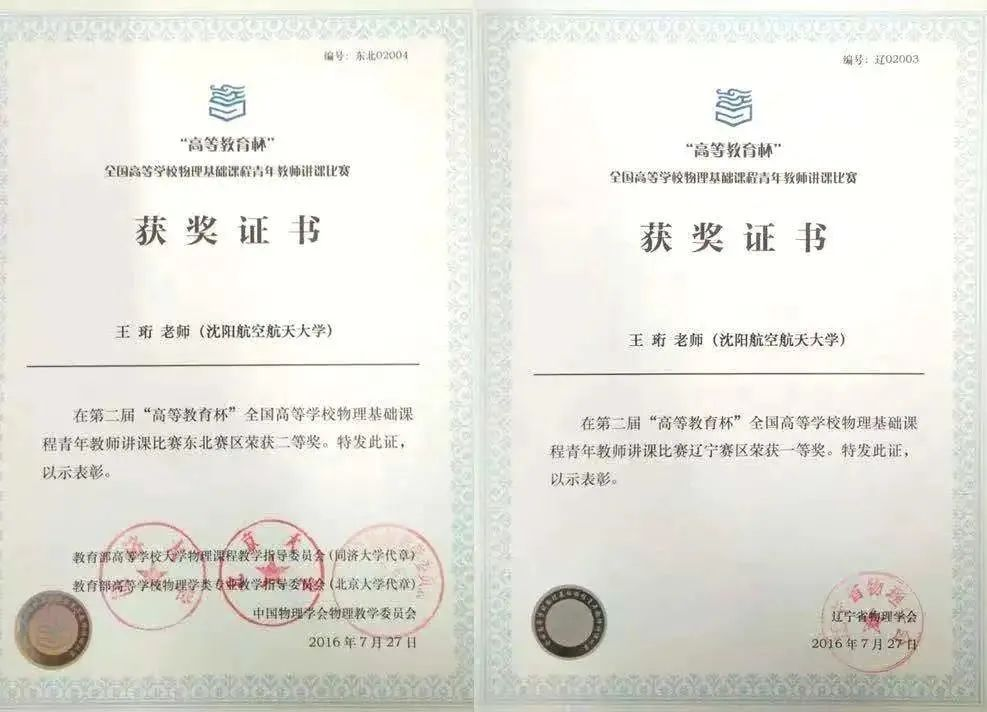 编号：东北02004
“高等教育杯”
全国高等学校物理基础课程青年教师讲课比赛
获奖证书
王 珩 老师（沈阳航空航天大学）
在第二届“高等教育杯”全国高等学校物理基础课
程青年教师讲课比赛东北赛区荣获二等奖。特发此证，
以示表彰。
教育部高等学校大学物理课程教学指导委员会（同济大学代章）
教育部高等学校物理学类专业教学指导委员会（北京大学代章）
中国物理学会物理教学委员会
2016 年 7 月 27 日
编号：辽02003
“高等教育杯”
全国高等学校物理基础课程青年教师讲课比赛
获奖证书
王 珩 老师（沈阳航空航天大学）
在第二届“高等教育杯”全国高等学校物理基础课
程青年教师讲课比赛辽宁赛区荣获一等奖。特发此证，
以示表彰。
辽宁省物理学会
2016 年 7 月 27 日